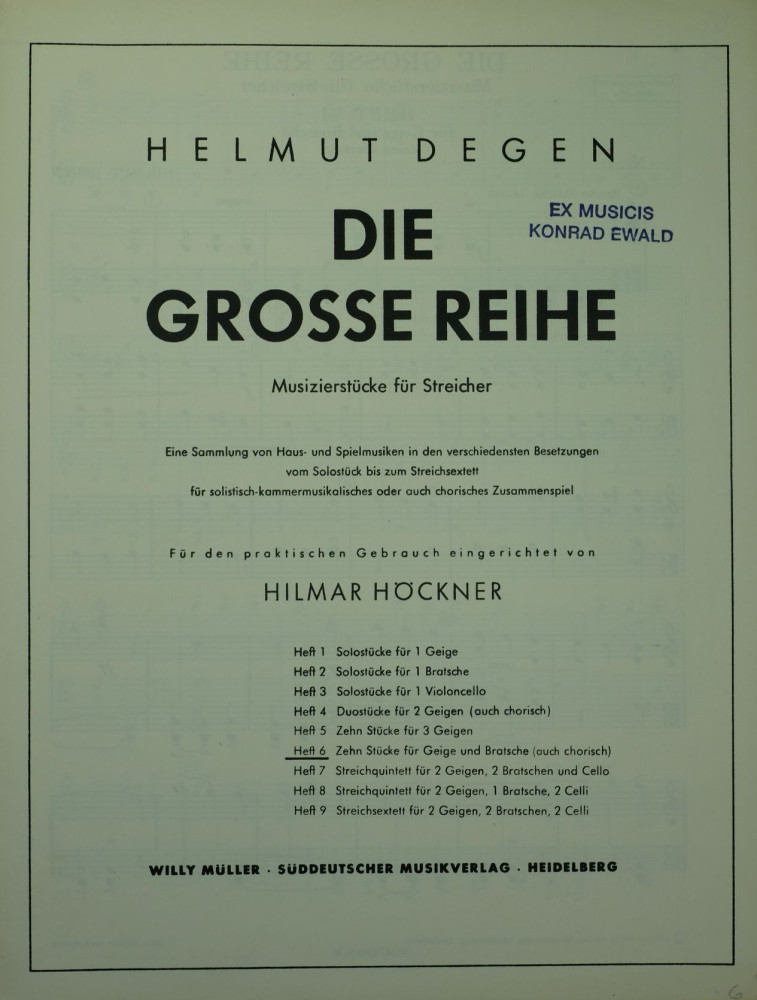 HELMUT DEGEN
DIE
GROSSE REIHE
EX MUSICIS
KONRAD EWALD
Musizierstücke für Streicher
Eine Sammlung von Haus- und Spielmusiken in den verschiedensten Besetzungen
vom Solostück bis zum Streichsextett
für solistisch-kammermusikalisches oder auch chorisches Zusammenspiel
Für den praktischen Gebrauch eingerichtet von
HILMAR HÖCKNER
Heft 1 Solostücke für 1 Geige
Heft 2 Solostücke für 1 Bratsche
Heft 3 Solostücke für 1 Violoncello
Heft 4 Duostücke für 2 Geigen (auch chorisch)
Heft 5 Zehn Stücke für 3 Geigen
Heft 6 Zehn Stücke für Geige und Bratsche (auch chorisch)
Heft 7 Streichquintett für 2 Geigen, 2 Bratschen und Cello
Heft 8 Streichquintett für 2 Geigen, 1 Bratsche, 2 Celli
Heft 9 Streichsextett für 2 Geigen, 2 Bratschen, 2 Celli
WILLY MÜLLER · SÜDDEUTSCHER MUSIKVERLAG · HEIDELBERG